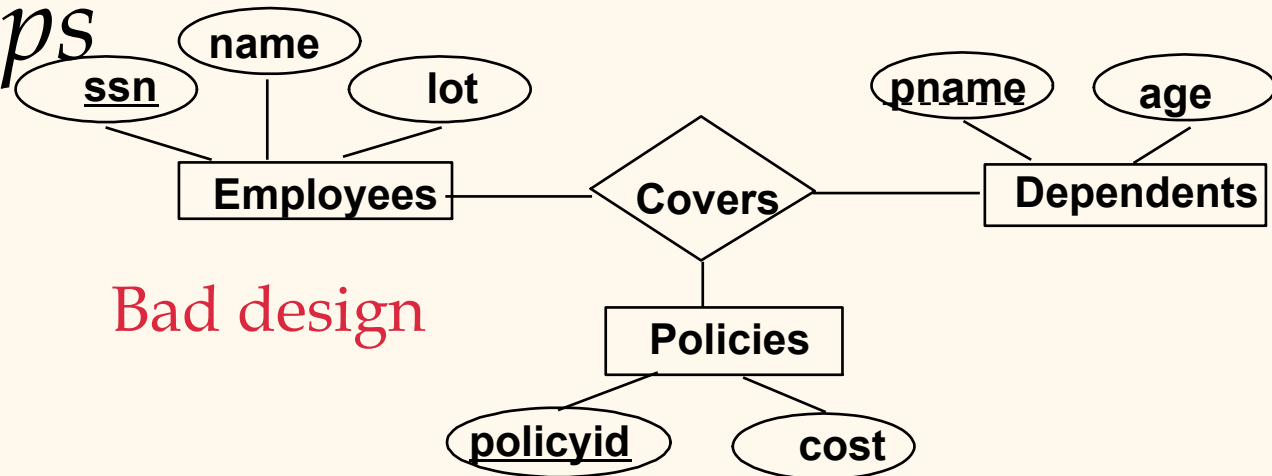 ps
name
ssn
lot
pname
age
Employees
Covers
Dependents
Bad design
Policies
policyid
cost